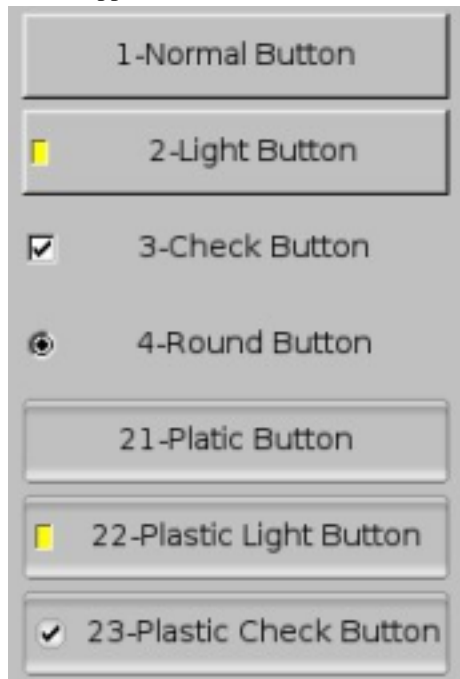 1-Normal Button
2-Light Button
3-Check Button
4-Round Button
21-Platic Button
22-Plastic Light Button
23-Plastic Check Button